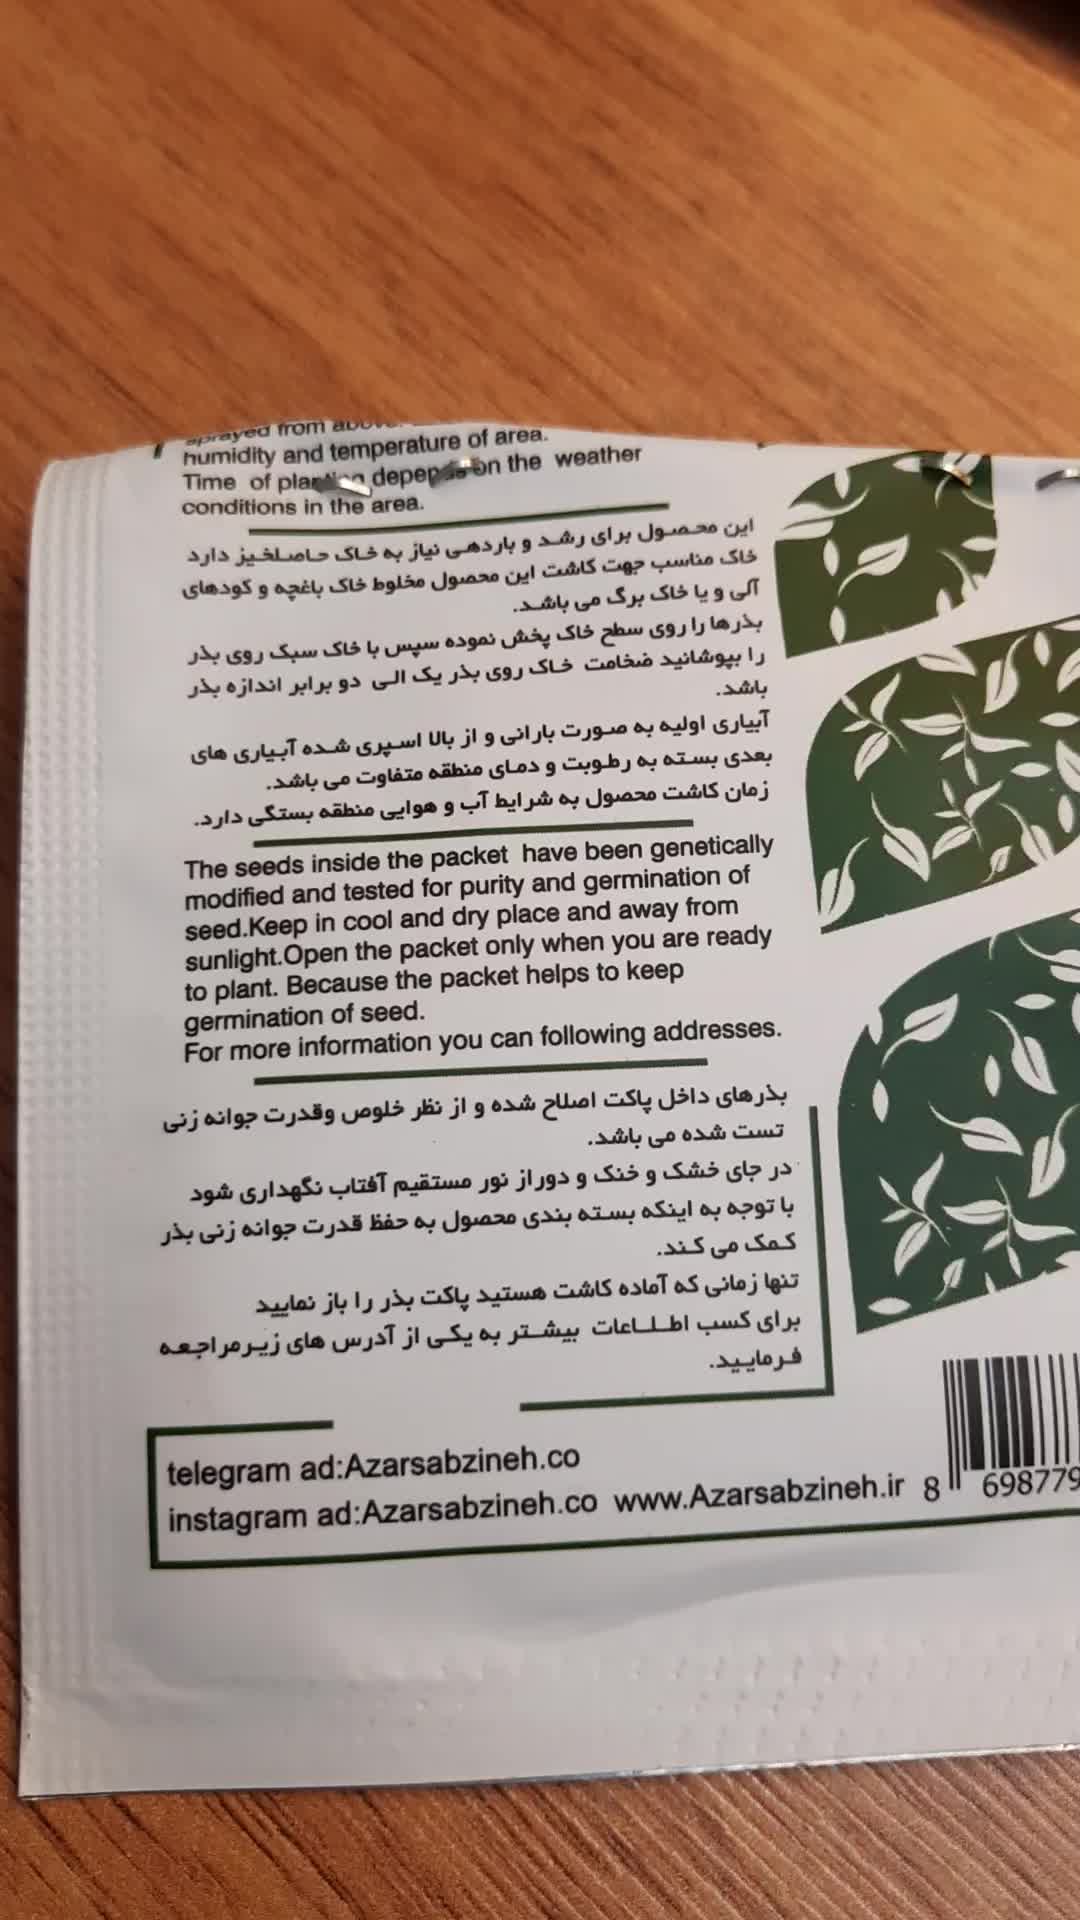 sprayed from above.
humidity and temperature of area.
Time of planting depends on the weather
conditions in the area.
این محصول برای رشد و باردهی نیاز به خاک حاصلخیز دارد
خاک مناسب جهت کاشت این محصول مخلوط خاک باغچه و کودهای
آلی و یا خاک برگ می باشد.
بذرها را روی سطح خاک پخش نموده سپس با خاک سبک روی بذر
را بپوشانید ضخامت خاک روی بذر یک الی دو برابر اندازه بذر
باشد.
آبیاری اولیه به صورت بارانی و از بالا اسپری شده آبیاری های
بعدی بسته به رطوبت و دمای منطقه متفاوت می باشد.
زمان کاشت محصول به شرایط آب و هوایی منطقه بستگی دارد.
The seeds inside the packet have been genetically
modified and tested for purity and germination of
seed.Keep in cool and dry place and away from
sunlight.Open the packet only when you are ready
to plant. Because the packet helps to keep
germination of seed.
For more information you can following addresses.
بذرهای داخل پاکت اصلاح شده و از نظر خلوص وقدرت جوانه زنی
تست شده می باشد.
در جای خشک و خنک و دور از نور مستقیم آفتاب نگهداری شود
با توجه به اینکه بسته بندی محصول به حفظ قدرت جوانه زنی بذر
کمک می کند.
تنها زمانی که آماده کاشت هستید پاکت بذر را باز نمایید
برای کسب اطلاعات بیشتر به یکی از آدرس های زیر مراجعه
فرمایید.
telegram ad:Azarsabzineh.co
instagram ad:Azarsabzineh.co www.Azarsabzineh.ir
8 698779